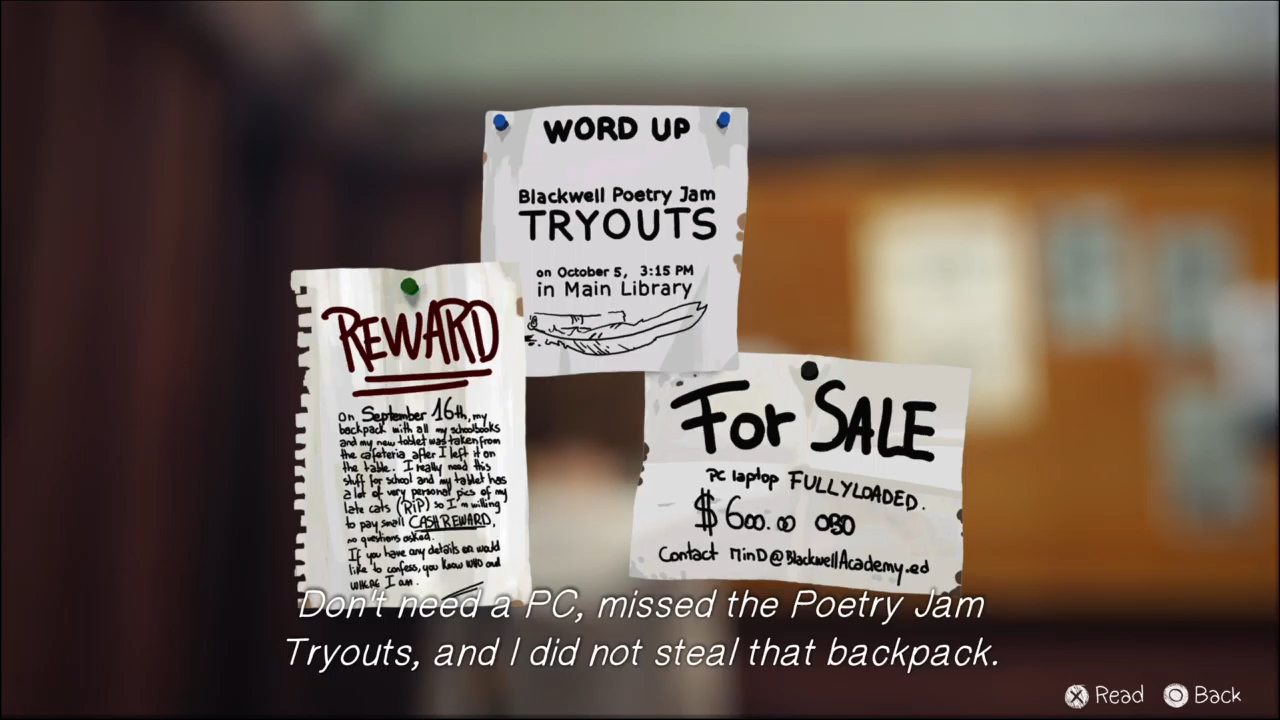 WORD UP
Blackwell Poetry Jam
TRYOUTS
on October 5, 3:15 PM
in Main Library
REWARD
On September 16th, my
backpack with all my schoolbooks
and my new tablet was taken from
the cafeteria after I left it on
the table. I really need this
stuff for school and my tablet has
a lot of very personal pics of my
late cats (RIP) so I'm willing
to pay small CASH REWARD,
no questions asked.
If you have any details or would
like to confess, you know WHO and
WHERE I am.
For SALE
PC laptop FULLYLOADED.
$600.00 OBO
Contact MinD@BlackwellAcademy.ed
Don't need a PC, missed the Poetry Jam
Tryouts, and I did not steal that backpack.
Read Back